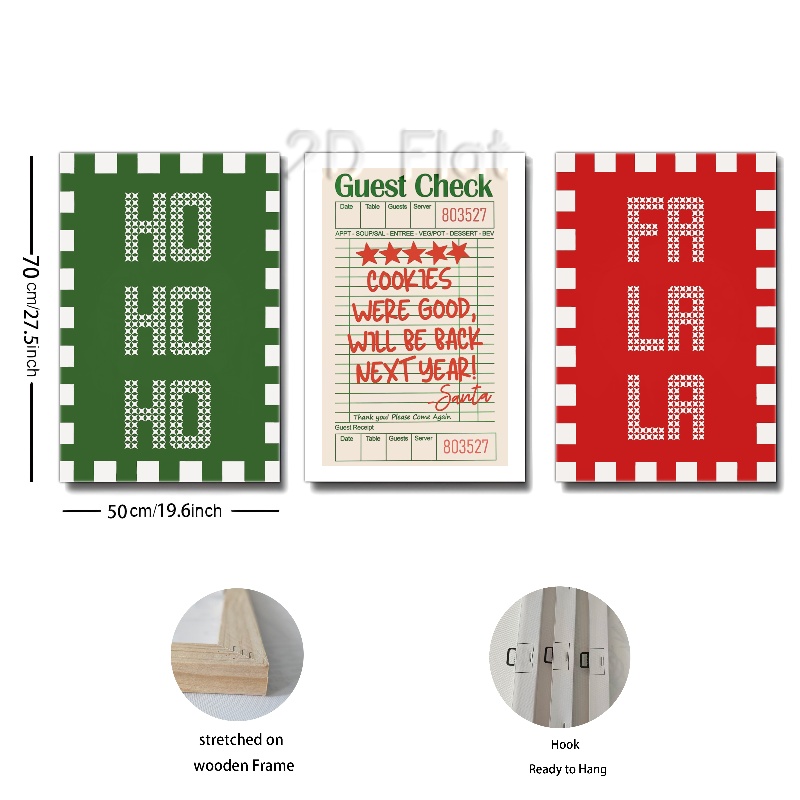 2D Flat
HO
HO
HO
Guest Check
Date Table Guests Server 803527
APPT - SOUP/SAL - ENTREE - VEG/POT - DESSERT - BEV
COOKIES
WERE GOOD,
WILL BE BACK
NEXT YEAR!
Santa
Thank you! Please Come Again
Guest Receipt
Date Table Guests Server 803527
FA
LA
LA
70 cm/27.5inch
50 cm/19.6inch
stretched on
wooden Frame
Hook
Ready to Hang